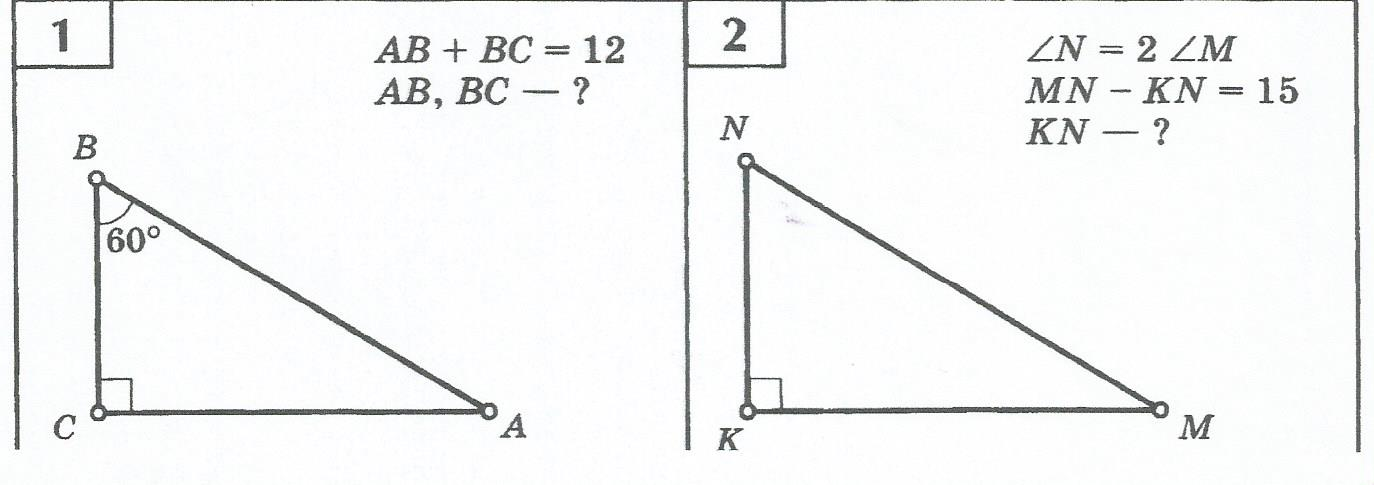 1
AB + BC = 12
AB, BC — ?
B
60°
C
A
2
∠N = 2 ∠M
MN – KN = 15
KN — ?
N
K
M